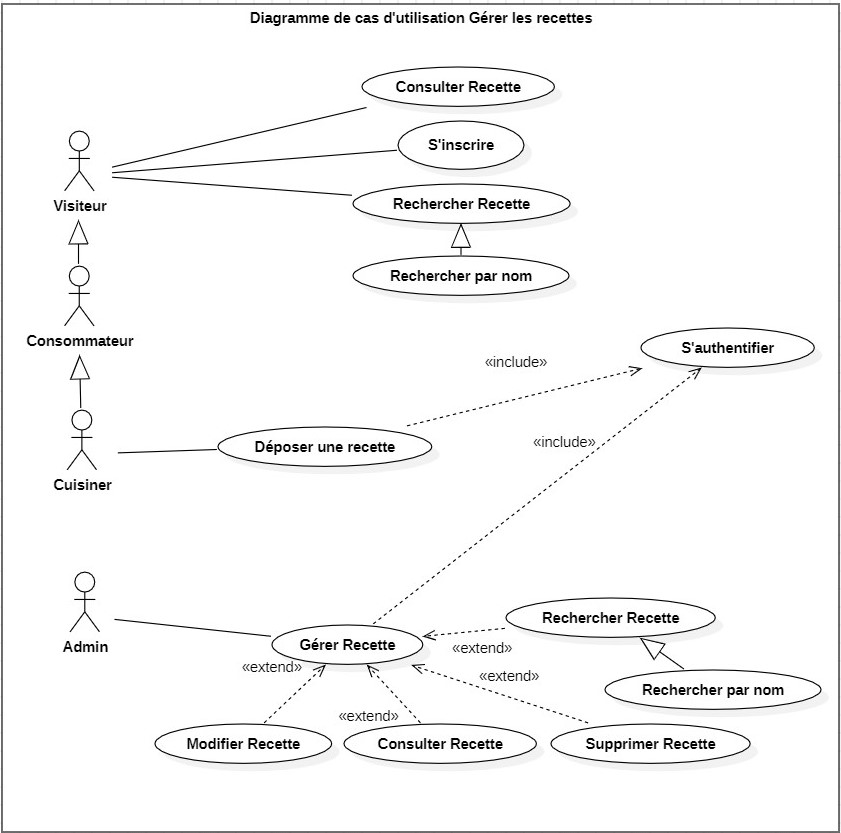 Diagramme de cas d'utilisation Gérer les recettes
Consulter Recette
S'inscrire
Visiteur
Rechercher Recette
Rechercher par nom
Consommateur
S'authentifier
«include»
Déposer une recette
«include»
Cuisiner
Admin
Rechercher Recette
Gérer Recette
«extend»
«extend»
«extend»
Rechercher par nom
«extend»
Modifier Recette
Consulter Recette
Supprimer Recette